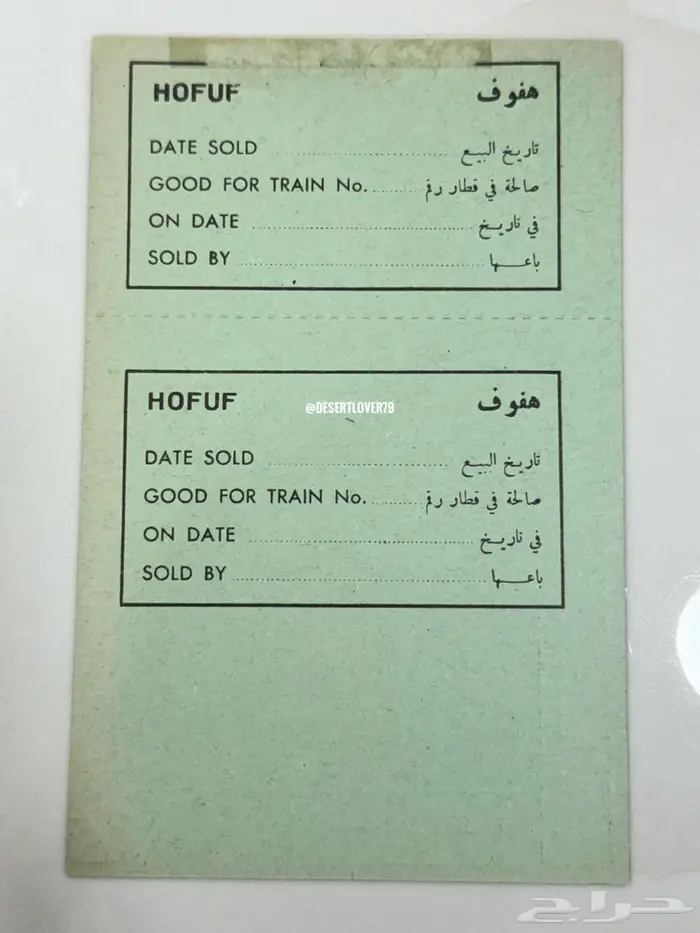 HOFUF هفوف
DATE SOLD ........................ تاريخ البيع
GOOD FOR TRAIN No. ........ صالحة في قطار رقم
ON DATE ........................ في تاريخ
SOLD BY ........................ باعها
HOFUF هفوف
@DESERTLOVER79
DATE SOLD ........................ تاريخ البيع
GOOD FOR TRAIN No. ........ صالحة في قطار رقم
ON DATE ........................ في تاريخ
SOLD BY ........................ باعها
حراج